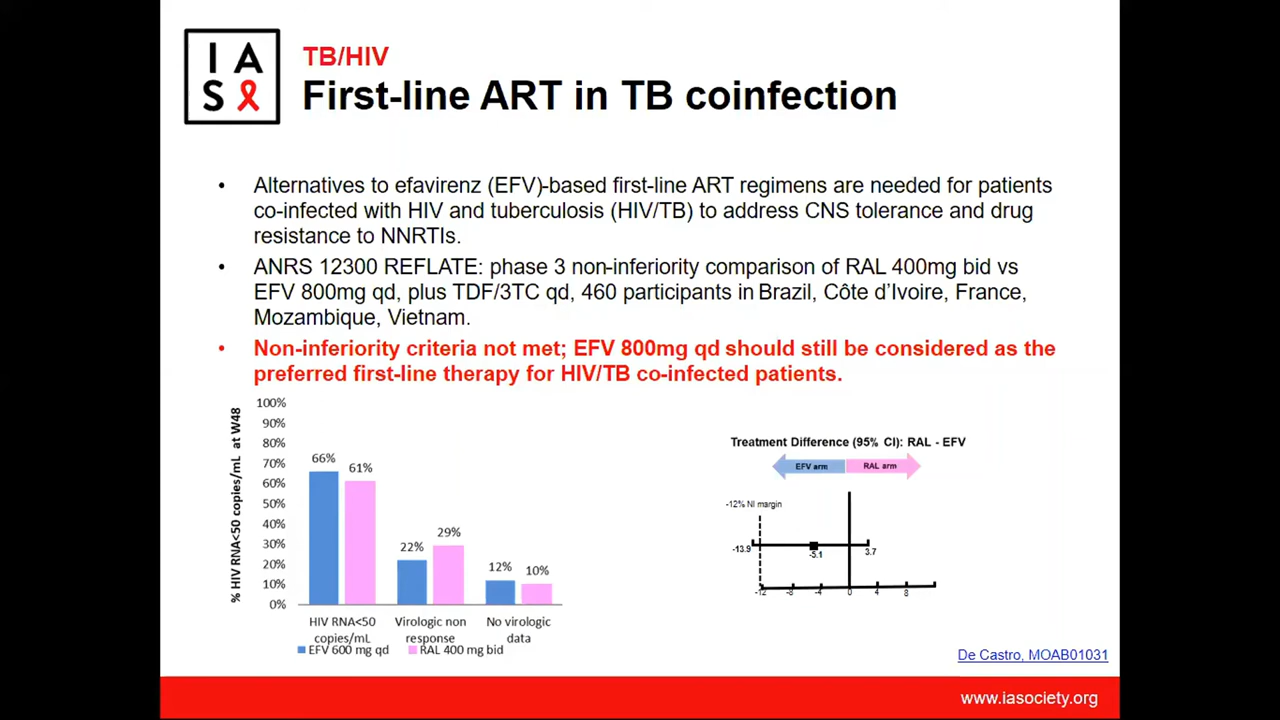 I A
S
TB/HIV
First-line ART in TB coinfection
• Alternatives to efavirenz (EFV)-based first-line ART regimens are needed for patients
co-infected with HIV and tuberculosis (HIV/TB) to address CNS tolerance and drug
resistance to NNRTIs.
• ANRS 12300 REFLATE: phase 3 non-inferiority comparison of RAL 400mg bid vs
EFV 800mg qd, plus TDF/3TC qd, 460 participants in Brazil, Côte d'Ivoire, France,
Mozambique, Vietnam.
• Non-inferiority criteria not met; EFV 800mg qd should still be considered as the
preferred first-line therapy for HIV/TB co-infected patients.
% HIV RNA<50 copies/mL at W48
100%
90%
80%
70%
60%
50%
40%
30%
20%
10%
0%
66%
61%
22%
29%
12%
10%
HIV RNA<50
copies/mL
Virologic non
response
No virologic
data
EFV 600 mg qd
RAL 400 mg bid
Treatment Difference (95% CI): RAL - EFV
EFV arm
RAL arm
-12% NI margin
-13.9
-5.1
3.7
-12 -8 -4 0 4 8
De Castro, MOAB01031
www.iasociety.org